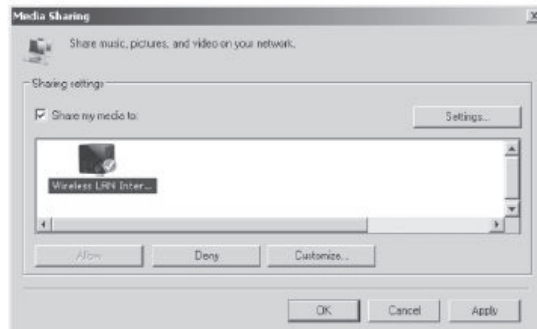 Media Sharing
Share music, pictures, and video on your network.
Sharing settings
Share my media to:
Settings...
Wireless LAN Inter...
Allow
Deny
Customize...
OK
Cancel
Apply